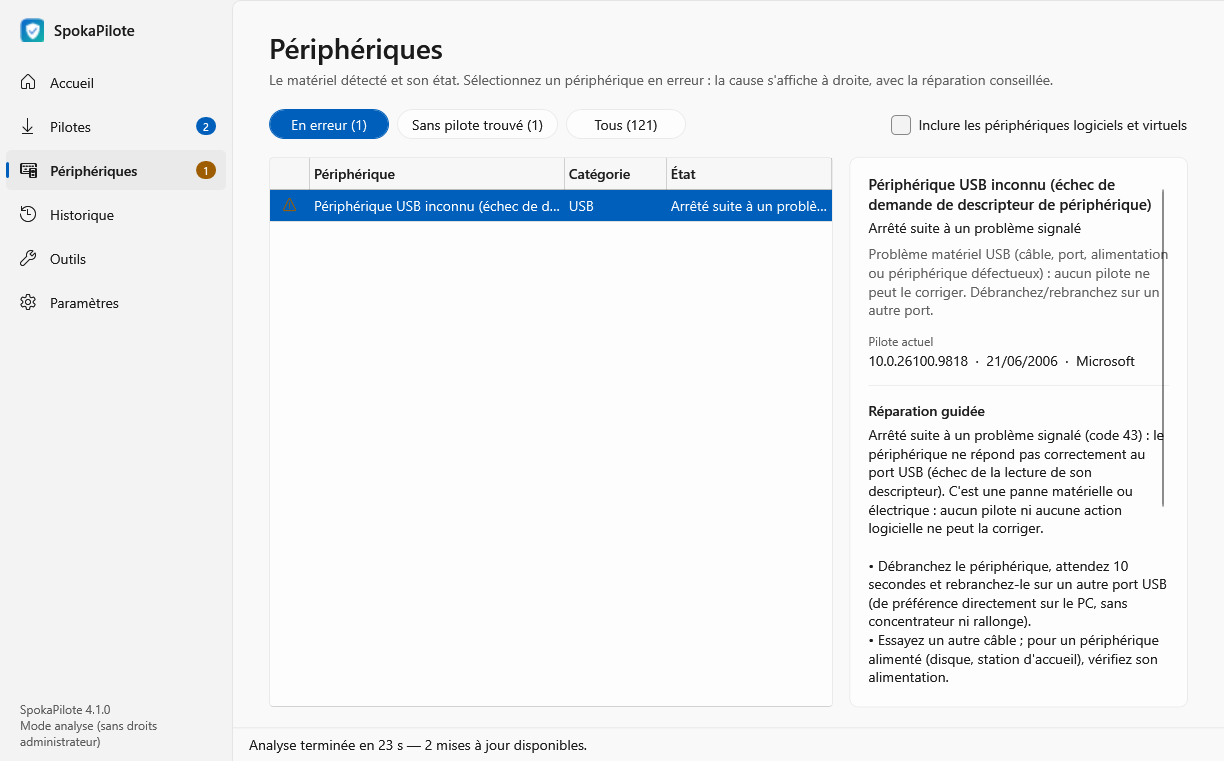 SpokaPilote
Accueil
Pilotes
2
Périphériques
1
Historique
Outils
Paramètres
SpokaPilote 4.1.0
Mode analyse (sans droits
administrateur)
Périphériques
Le matériel détecté et son état. Sélectionnez un périphérique en erreur : la cause s'affiche à droite, avec la réparation conseillée.
En erreur (1)
Sans pilote trouvé (1)
Tous (121)
Inclure les périphériques logiciels et virtuels
Périphérique
Catégorie
État
Périphérique USB inconnu (échec de d...
USB
Arrêté suite à un problè...
Périphérique USB inconnu (échec de
demande de descripteur de périphérique)
Arrêté suite à un problème signalé
Problème matériel USB (câble, port, alimentation
ou périphérique défectueux) : aucun pilote ne
peut le corriger. Débranchez/rebranchez sur un
autre port.
Pilote actuel
10.0.26100.9818 · 21/06/2006 · Microsoft
Réparation guidée
Arrêté suite à un problème signalé (code 43) : le
périphérique ne répond pas correctement au
port USB (échec de la lecture de son
descripteur). C'est une panne matérielle ou
électrique : aucun pilote ni aucune action
logicielle ne peut la corriger.
• Débranchez le périphérique, attendez 10
secondes et rebranchez-le sur un autre port USB
(de préférence directement sur le PC, sans
concentrateur ni rallonge).
• Essayez un autre câble ; pour un périphérique
alimenté (disque, station d'accueil), vérifiez son
alimentation.
Analyse terminée en 23 s — 2 mises à jour disponibles.